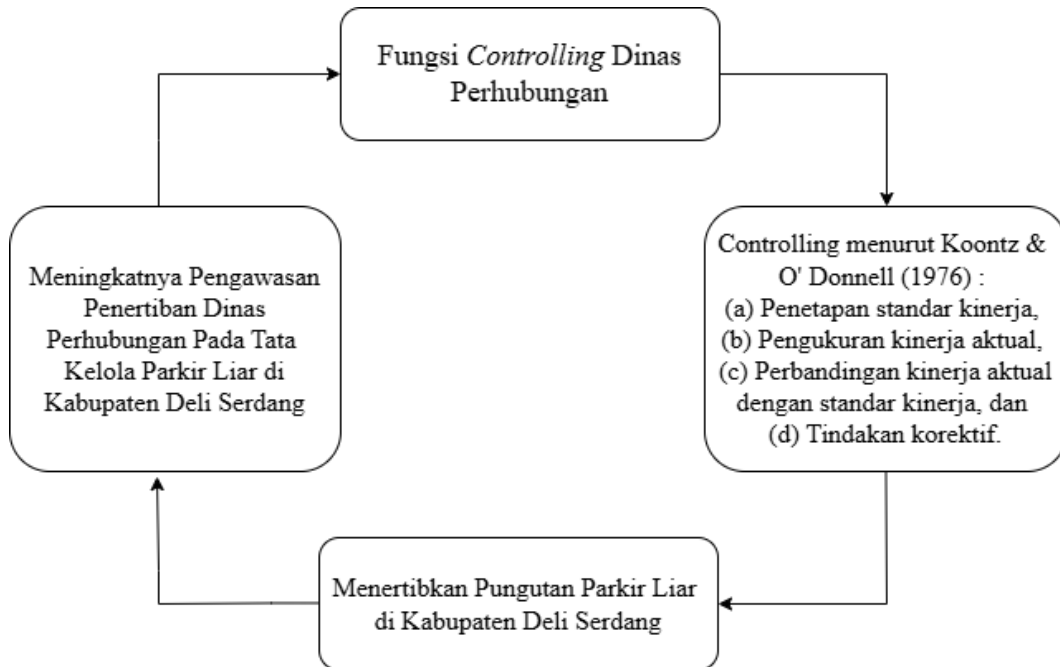 Fungsi Controlling Dinas
Perhubungan
Controlling menurut Koontz &
O' Donnell (1976) :
(a) Penetapan standar kinerja,
(b) Pengukuran kinerja aktual,
(c) Perbandingan kinerja aktual
dengan standar kinerja, dan
(d) Tindakan korektif.
Menertibkan Pungutan Parkir Liar
di Kabupaten Deli Serdang
Meningkatnya Pengawasan
Penertiban Dinas
Perhubungan Pada Tata
Kelola Parkir Liar di
Kabupaten Deli Serdang